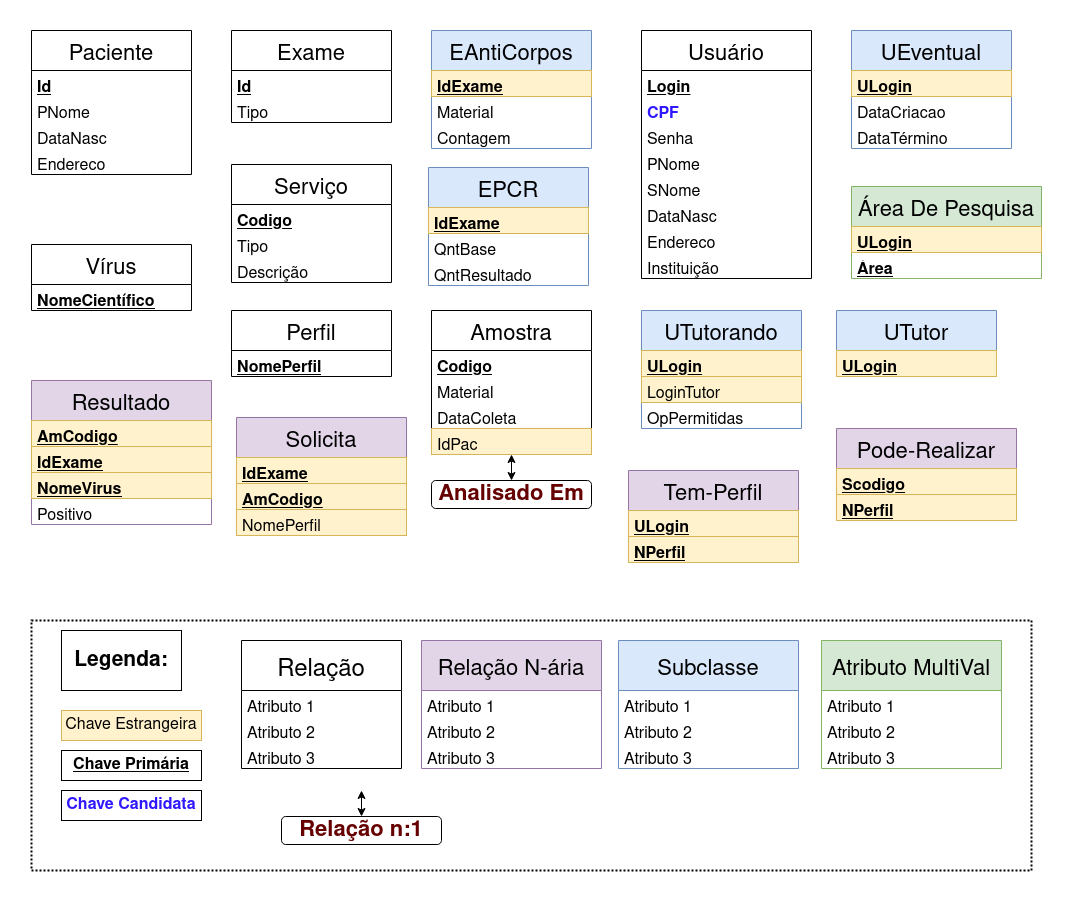 Paciente
Id
PNome
DataNasc
Endereco
Exame
Id
Tipo
EAntiCorpos
IdExame
Material
Contagem
Usuário
Login
CPF
Senha
PNome
SNome
DataNasc
Endereco
Instituição
UEventual
ULogin
DataCriacao
DataTérmino
Serviço
Codigo
Tipo
Descrição
EPCR
IdExame
QntBase
QntResultado
Área De Pesquisa
ULogin
Área
Vírus
NomeCientífico
Perfil
NomePerfil
Amostra
Codigo
Material
DataColeta
IdPac
Analisado Em
UTutorando
ULogin
LoginTutor
OpPermitidas
UTutor
ULogin
Resultado
AmCodigo
IdExame
NomeVirus
Positivo
Solicita
IdExame
AmCodigo
NomePerfil
Tem-Perfil
ULogin
NPerfil
Pode-Realizar
Scodigo
NPerfil
Legenda:
Chave Estrangeira
Chave Primária
Chave Candidata
Relação
Atributo 1
Atributo 2
Atributo 3
Relação n:1
Relação N-ária
Atributo 1
Atributo 2
Atributo 3
Subclasse
Atributo 1
Atributo 2
Atributo 3
Atributo MultiVal
Atributo 1
Atributo 2
Atributo 3